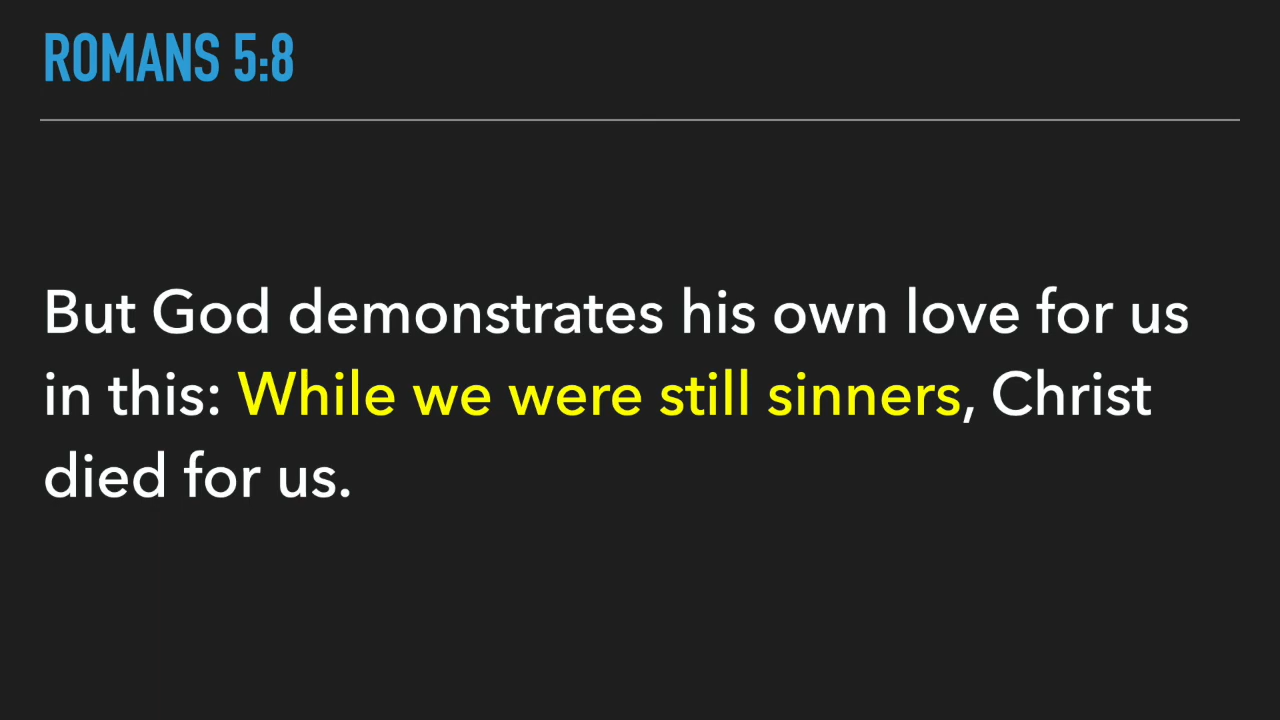 ROMANS 5:8
But God demonstrates his own love for us
in this: While we were still sinners, Christ
died for us.